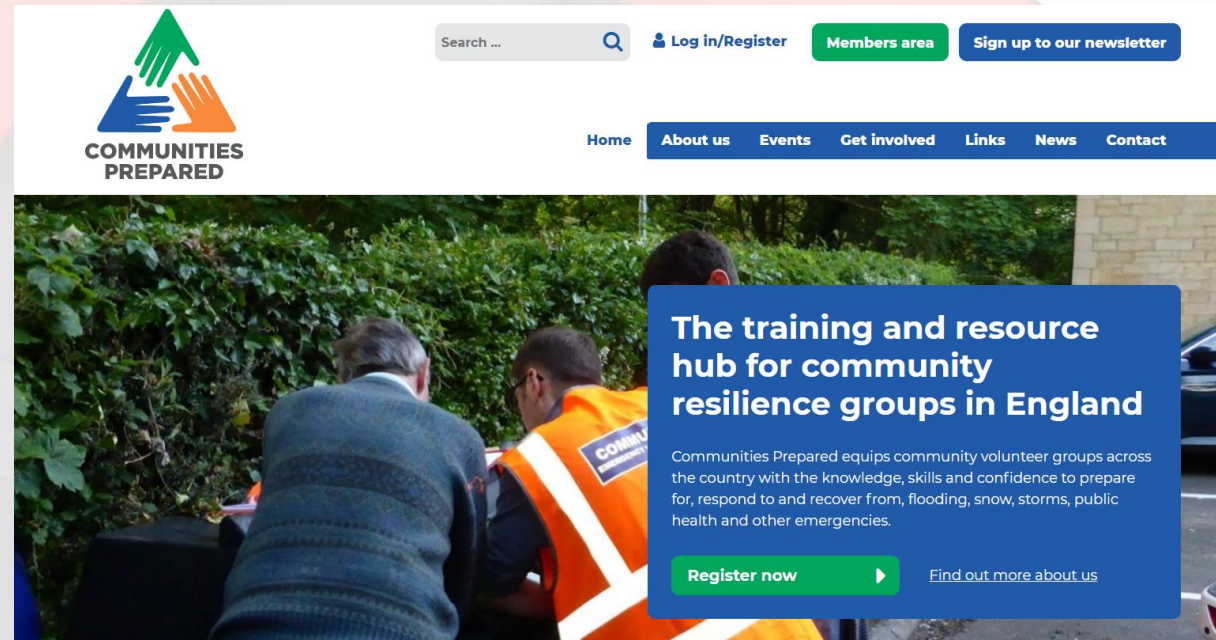 Search ...
Log in/Register
Members area
Sign up to our newsletter
COMMUNITIES
PREPARED
Home
About us
Events
Get involved
Links
News
Contact
The training and resource
hub for community
resilience groups in England
Communities Prepared equips community volunteer groups across
the country with the knowledge, skills and confidence to prepare
for, respond to and recover from, flooding, snow, storms, public
health and other emergencies.
Register now
Find out more about us
EMERGENCY